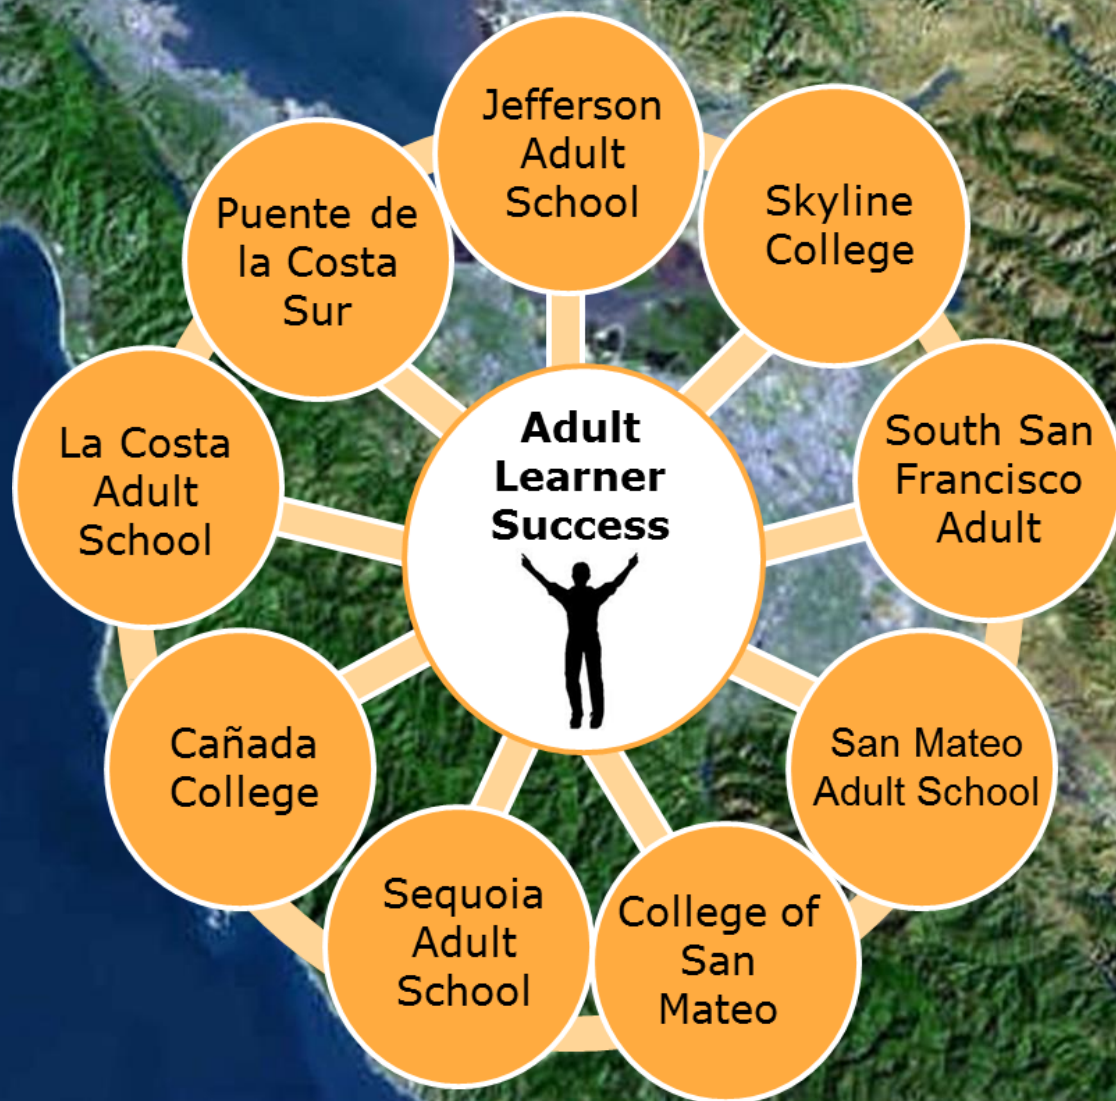 Jefferson
Adult
School
Skyline
College
South San
Francisco
Adult
San Mateo
Adult School
College of
San
Mateo
Sequoia
Adult
School
Cañada
College
La Costa
Adult
School
Puente de
la Costa
Sur
Adult
Learner
Success